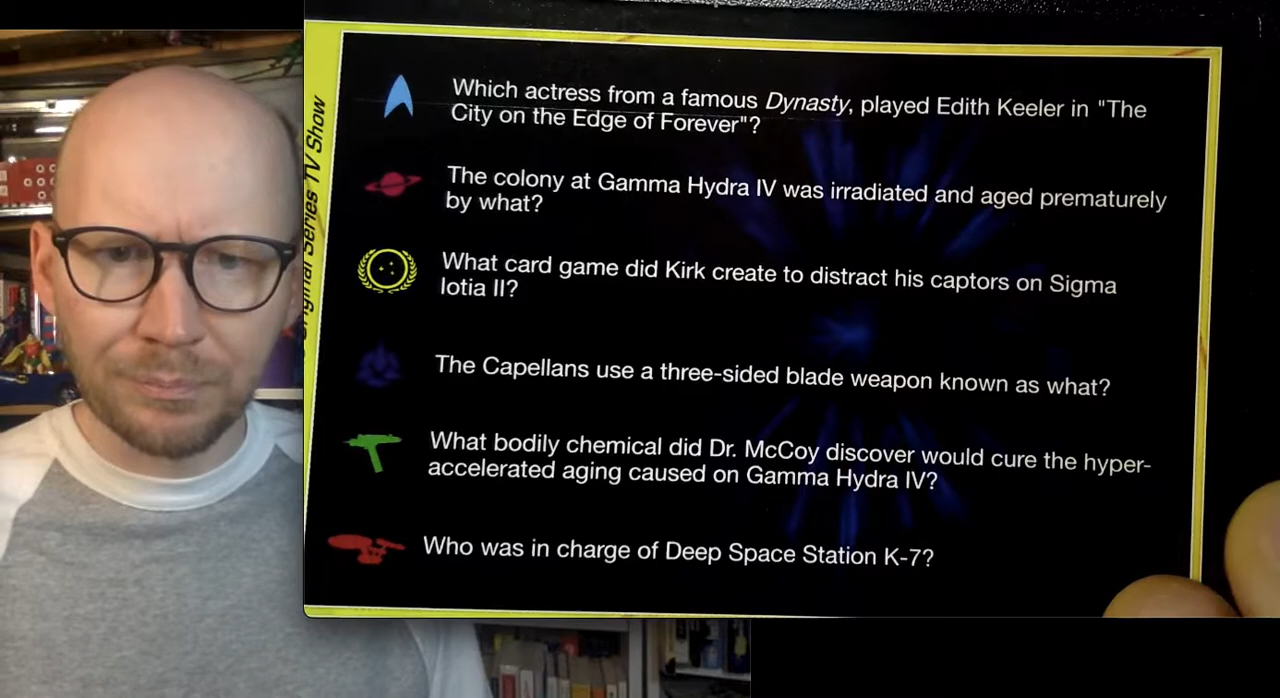 Original Series TV Show
Which actress from a famous Dynasty, played Edith Keeler in "The
City on the Edge of Forever"?
The colony at Gamma Hydra IV was irradiated and aged prematurely
by what?
What card game did Kirk create to distract his captors on Sigma
Iotia II?
The Capellans use a three-sided blade weapon known as what?
What bodily chemical did Dr. McCoy discover would cure the hyper-
accelerated aging caused on Gamma Hydra IV?
Who was in charge of Deep Space Station K-7?